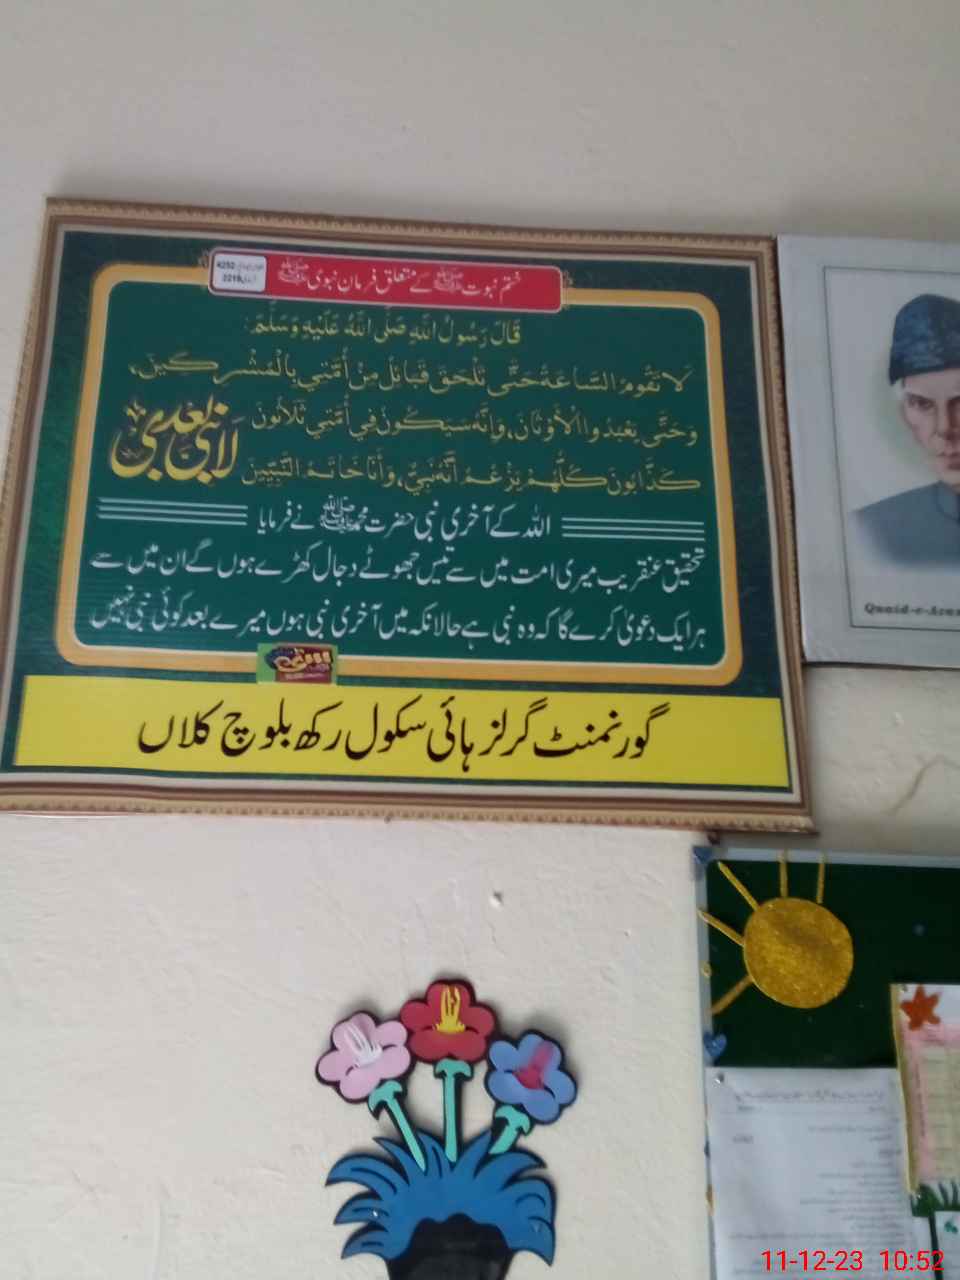 ختم نبوت ﷺ کے متعلق فرمان نبوی ﷺ
4252
2219
قَالَ رَسُولُ اللهِ صَلَّى اللهُ عَلَيْهِ وَسَلَّمَ:
لَا تَقُومُ السَّاعَةُ حَتَّى تَلْحَقَ قَبَائِلُ مِنْ أُمَّتِي بِالْمُشْرِكِينَ،
وَحَتَّى يَعْبُدُوا الْأَوْثَانَ، وَإِنَّهُ سَيَكُونُ فِي أُمَّتِي ثَلَاثُونَ
كَذَّابُونَ كُلُّهُمْ يَزْعُمُ أَنَّهُ نَبِيٌّ، وَأَنَا خَاتَمُ النَّبِيِّينَ
لَا نَبِيَّ بَعْدِي
اللہ کے آخری نبی حضرت محمد ﷺ نے فرمایا
تحقیق عنقریب میری امت میں سے تیس جھوٹے دجال کھڑے ہوں گے ان میں سے
ہر ایک دعویٰ کرے گا کہ وہ نبی ہے حالانکہ میں آخری نبی ہوں میرے بعد کوئی نبی نہیں
گورنمنٹ گرلز ہائی سکول رکھ بلوچ کلاں
Quaid-e-Azam
11-12-23 10:52